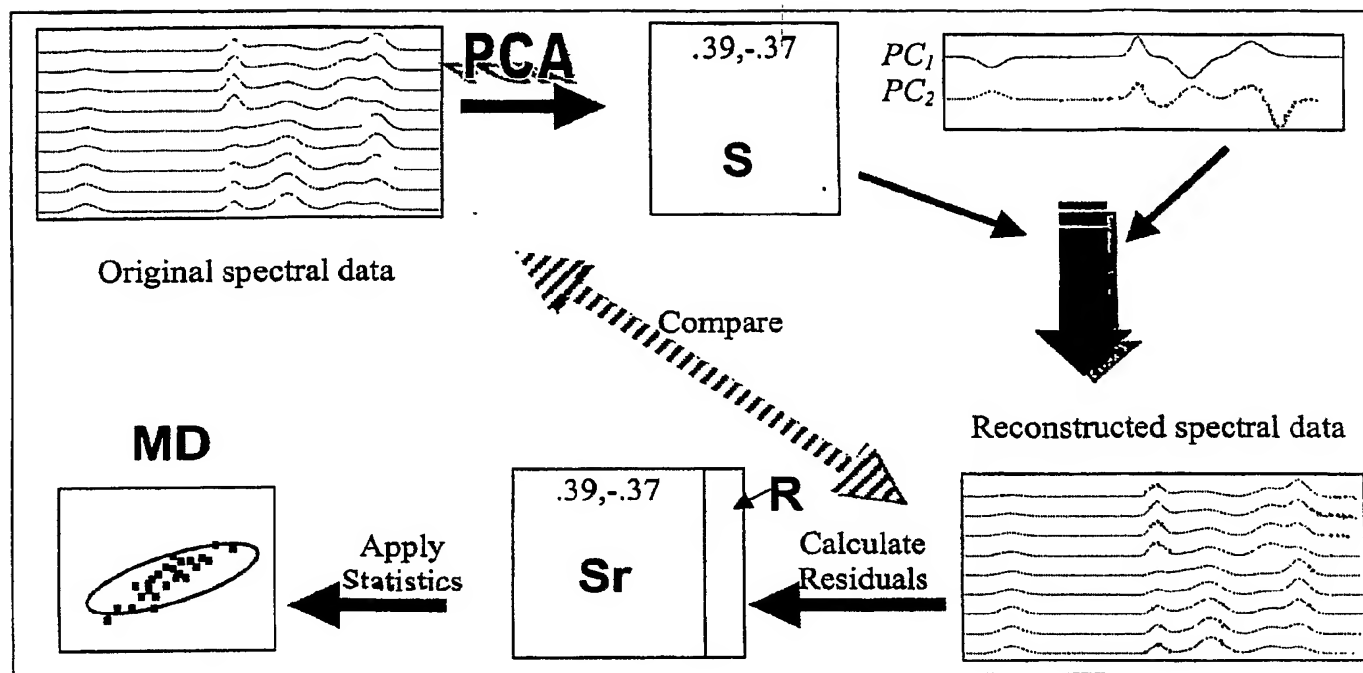 PCA
.39,-.37
S
PC1
PC2
Original spectral data
Compare
Reconstructed spectral data
MD
.39,-.37
R
Sr
Apply
Statistics
Calculate
Residuals